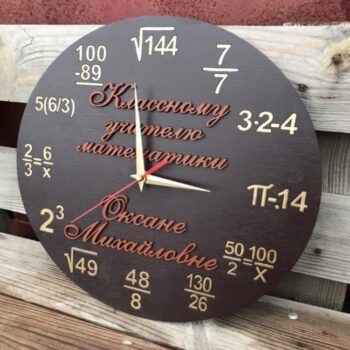 √144
7/7
3·2-4
π-.14
50/2 = 100/x
130/26
48/8
√49
2³
2/3 = 6/x
5(6/3)
100
-89
Классному
учителю
математики
Оксане
Михайловне